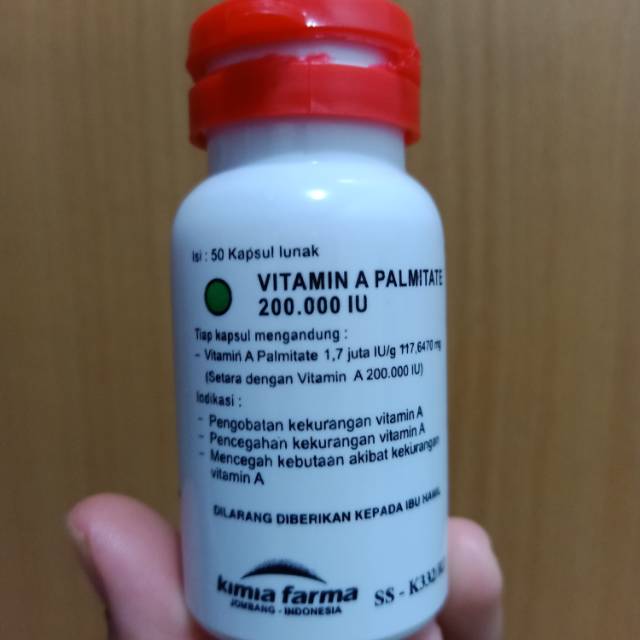 Isi : 50 Kapsul lunak
VITAMIN A PALMITATE
200.000 IU
Tiap kapsul mengandung :
- Vitamin A Palmitate 1,7 juta IU/g 117,6470 mg
(Setara dengan Vitamin A 200.000 IU)
Indikasi :
- Pengobatan kekurangan vitamin A
- Pencegahan kekurangan vitamin A
- Mencegah kebutaan akibat kekurangan
vitamin A
DILARANG DIBERIKAN KEPADA IBU HAMIL
kimia farma
JOMBANG - INDONESIA
SS -